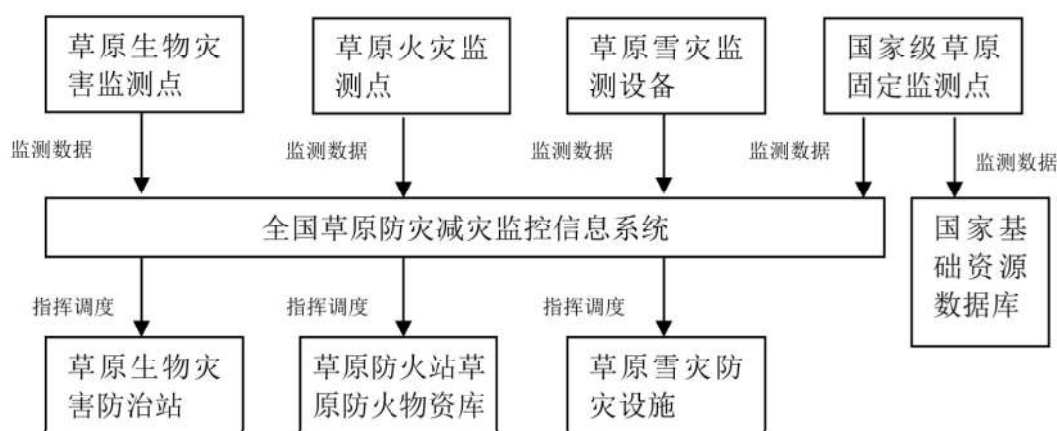 草原生物灾
害监测点
草原火灾监
测点
草原雪灾监
测设备
国家级草原
固定监测点
监测数据
监测数据
监测数据
监测数据
监测数据
全国草原防灾减灾监控信息系统
国家基
础资源
数据库
指挥调度
指挥调度
指挥调度
草原生物灾
害防治站
草原防火站草
原防火物资库
草原雪灾防
灾设施